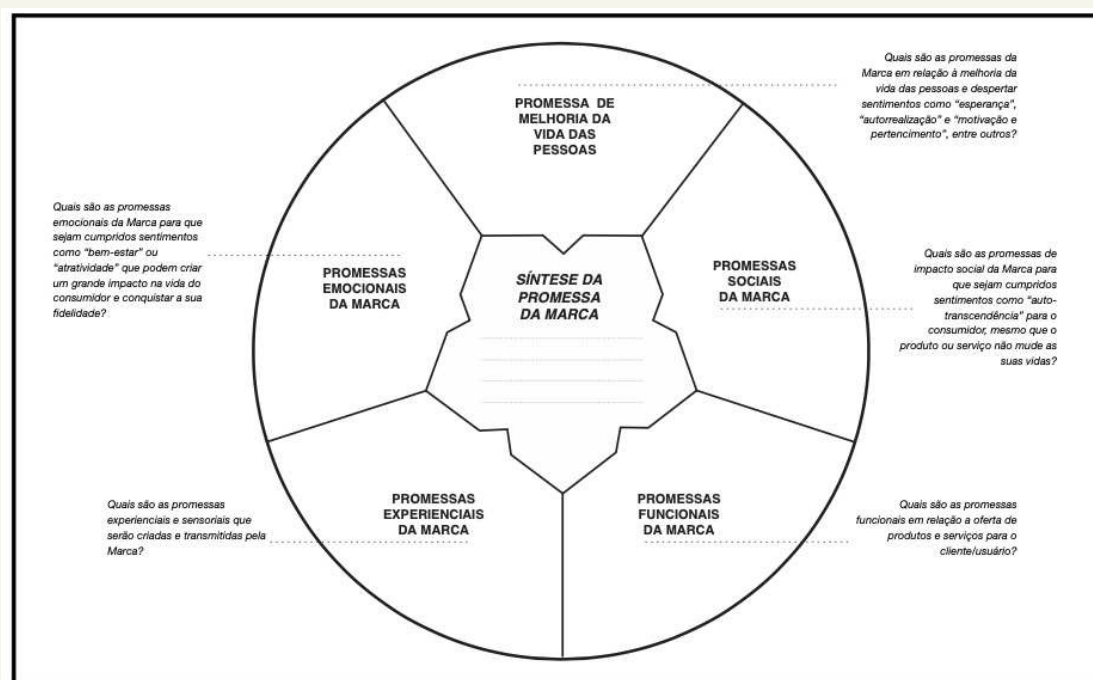 PROMESSA DE
MELHORIA DA
VIDA DAS
PESSOAS
Quais são as promessas da
Marca em relação à melhoria da
vida das pessoas e despertar
sentimentos como “esperança”,
“autorrealização” e “motivação e
pertencimento”, entre outros?
Quais são as promessas
emocionais da Marca para que
sejam cumpridos sentimentos
como “bem-estar” ou
“atratividade” que podem criar
um grande impacto na vida do
consumidor e conquistar a sua
fidelidade?
PROMESSAS
EMOCIONAIS
DA MARCA
SÍNTESE DA
PROMESSA
DA MARCA
PROMESSAS
SOCIAIS
DA MARCA
Quais são as promessas de
impacto social da Marca para
que sejam cumpridos
sentimentos como “auto-
transcendência” para o
consumidor, mesmo que o
produto ou serviço não mude as
suas vidas?
Quais são as promessas
experienciais e sensoriais que
serão criadas e transmitidas pela
Marca?
PROMESSAS
EXPERIENCIAIS
DA MARCA
PROMESSAS
FUNCIONAIS
DA MARCA
Quais são as promessas
funcionais em relação a oferta de
produtos e serviços para o
cliente/usuário?